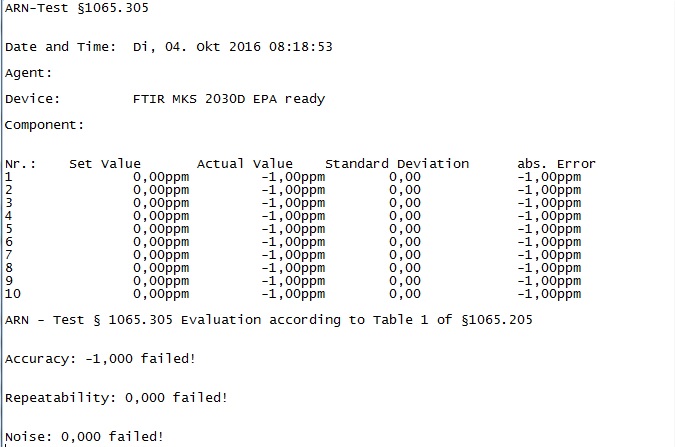 ARN-Test §1065.305
Date and Time: Di, 04. Okt 2016 08:18:53
Agent:
Device: FTIR MKS 2030D EPA ready
Component:
Nr.: Set Value Actual Value Standard Deviation abs. Error
1 0,00ppm -1,00ppm 0,00 -1,00ppm
2 0,00ppm -1,00ppm 0,00 -1,00ppm
3 0,00ppm -1,00ppm 0,00 -1,00ppm
4 0,00ppm -1,00ppm 0,00 -1,00ppm
5 0,00ppm -1,00ppm 0,00 -1,00ppm
6 0,00ppm -1,00ppm 0,00 -1,00ppm
7 0,00ppm -1,00ppm 0,00 -1,00ppm
8 0,00ppm -1,00ppm 0,00 -1,00ppm
9 0,00ppm -1,00ppm 0,00 -1,00ppm
10 0,00ppm -1,00ppm 0,00 -1,00ppm
ARN - Test § 1065.305 Evaluation according to Table 1 of §1065.205
Accuracy: -1,000 failed!
Repeatability: 0,000 failed!
Noise: 0,000 failed!